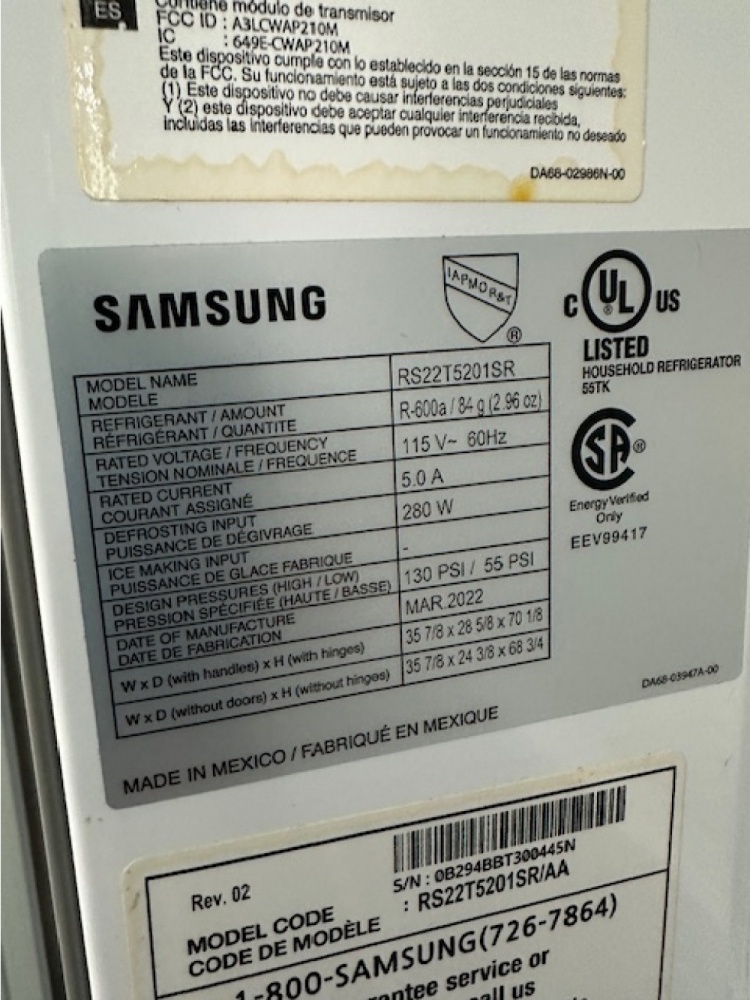 ES
Contiene módulo de transmisor
FCC ID : A3LCWAP210M
IC : 649E-CWAP210M
Este dispositivo cumple con lo establecido en la sección 15 de las normas
de la FCC. Su funcionamiento está sujeto a las dos condiciones siguientes:
(1) Este dispositivo no debe causar interferencias perjudiciales
Y (2) este dispositivo debe aceptar cualquier interferencia recibida,
incluidas las interferencias que pueden provocar un funcionamiento no deseado
DA68-02986N-00
SAMSUNG
IAPMO R&T
®
C UL ® US
LISTED
HOUSEHOLD REFRIGERATOR
55TK
SA ®
Energy Verified
Only
EEV99417
MODEL NAME
MODELE
RS22T5201SR
REFRIGERANT / AMOUNT
RÉFRIGÉRANT / QUANTITE
R-600a / 84 g (2.96 oz)
RATED VOLTAGE / FREQUENCY
TENSION NOMINALE / FREQUENCE
115 V~ 60Hz
RATED CURRENT
COURANT ASSIGNÉ
5.0 A
DEFROSTING INPUT
PUISSANCE DE DÉGIVRAGE
280 W
ICE MAKING INPUT
PUISSANCE DE GLACE FABRIQUE
-
DESIGN PRESSURES (HIGH / LOW)
PRESSION SPÉCIFIÉE (HAUTE / BASSE)
130 PSI / 55 PSI
DATE OF MANUFACTURE
DATE DE FABRICATION
MAR.2022
W x D (with handles) x H (with hinges)
35 7/8 x 28 5/8 x 70 1/8
W x D (without doors) x H (without hinges)
35 7/8 x 24 3/8 x 68 3/4
DA68-03947A-00
MADE IN MEXICO / FABRIQUÉ EN MEXIQUE
Rev. 02
S/N : 0B294BBT300445N
MODEL CODE
CODE DE MODÈLE : RS22T5201SR/AA
1-800-SAMSUNG(726-7864)
service or
us